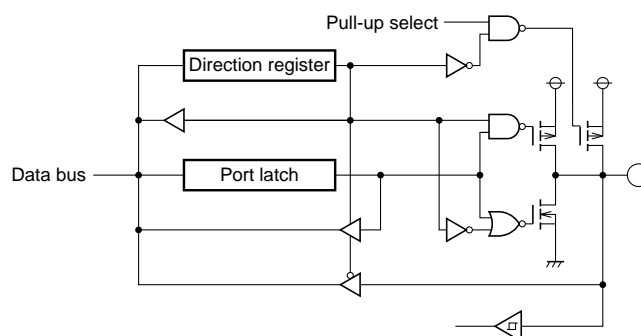 Pull-up select
Direction register
Data bus
Port latch